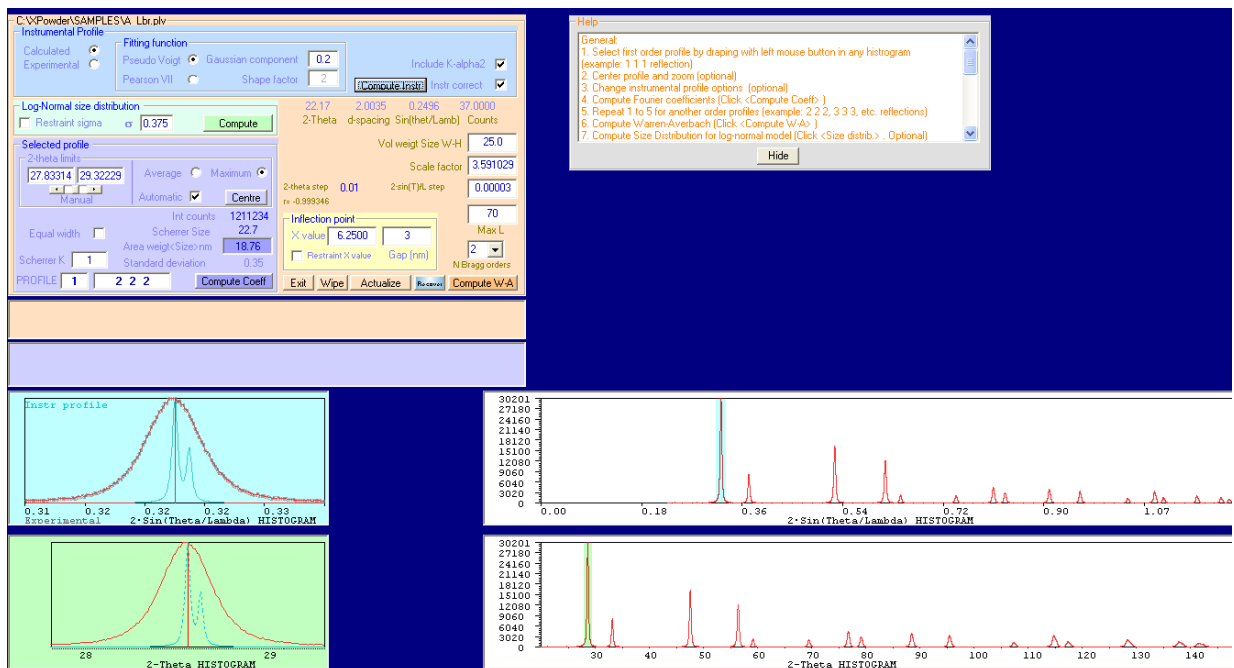 C:\XPowder\SAMPLES\A Lbr.plv
Instrumental Profile
Calculated
Experimental
Fitting function
Pseudo Voigt Gaussian component 0.2
Pearson VII Shape factor 2
Include K-alpha2
Compute Instr Instr correct
Log-Normal size distribution
Restraint sigma σ 0.375 Compute
22.17 2.0035 0.2496 37.0000
2-Theta d-spacing Sin(thet/Lamb) Counts
Vol weigt Size W-H 25.0
Scale factor 3.591029
2-theta step 0.01 2-sin(T)/L step 0.00003
r= -0.999346
70
Max L
2
N Bragg orders
Selected profile
2-theta limits
27.83314 29.32229
Manual
Average Maximum
Automatic Centre
Int counts 1211234
Equal width Scherrer Size 22.7
Area weigt<Size>nm 18.76
Scherrer K 1 Standard deviation 0.35
PROFILE 1 2 2 2 Compute Coeff
Inflection point
X value 6.2500 3
Restraint X value Gap (nm)
Exit Wipe Actualize Recover Compute W-A
Help
General:
1. Select first order profile by draping with left mouse button in any histogram
(example: 1 1 1 reflection)
2: Center profile and zoom (optional)
3. Change instrumental profile options (optional)
4. Compute Fourier coefficients (Click <Compute Coeff> )
5. Repeat 1 to 5 for another order profiles (example: 2 2 2, 3 3 3, etc. reflections)
6. Compute Warren-Averbach (Click <Compute W-A> )
7. Compute Size Distribution for log-normal model (Click <Size distrib.> . Optional)
Hide
Instr profile
0.31 0.32 0.32 0.32 0.33
Experimental 2·Sin(Theta/Lambda) HISTOGRAM
30201
27180
24160
21140
18120
15100
12080
9060
6040
3020
0
0.00 0.18 0.36 0.54 0.72 0.90 1.07
2·Sin(Theta/Lambda) HISTOGRAM
28 29
2-Theta HISTOGRAM
30201
27180
24160
21140
18120
15100
12080
9060
6040
3020
0
30 40 50 60 70 80 90 100 110 120 130 140
2-Theta HISTOGRAM